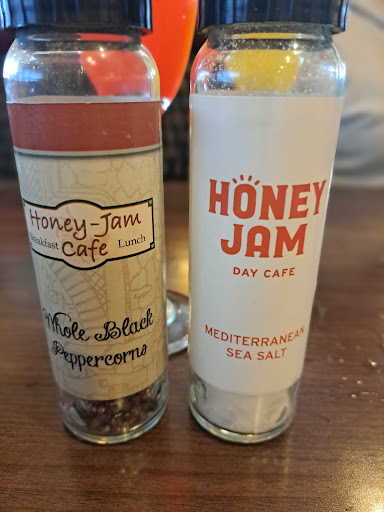 Honey-Jam
Breakfast Cafe Lunch
Whole Black
Peppercorns
HONEY
JAM
DAY CAFE
MEDITERRANEAN
SEA SALT